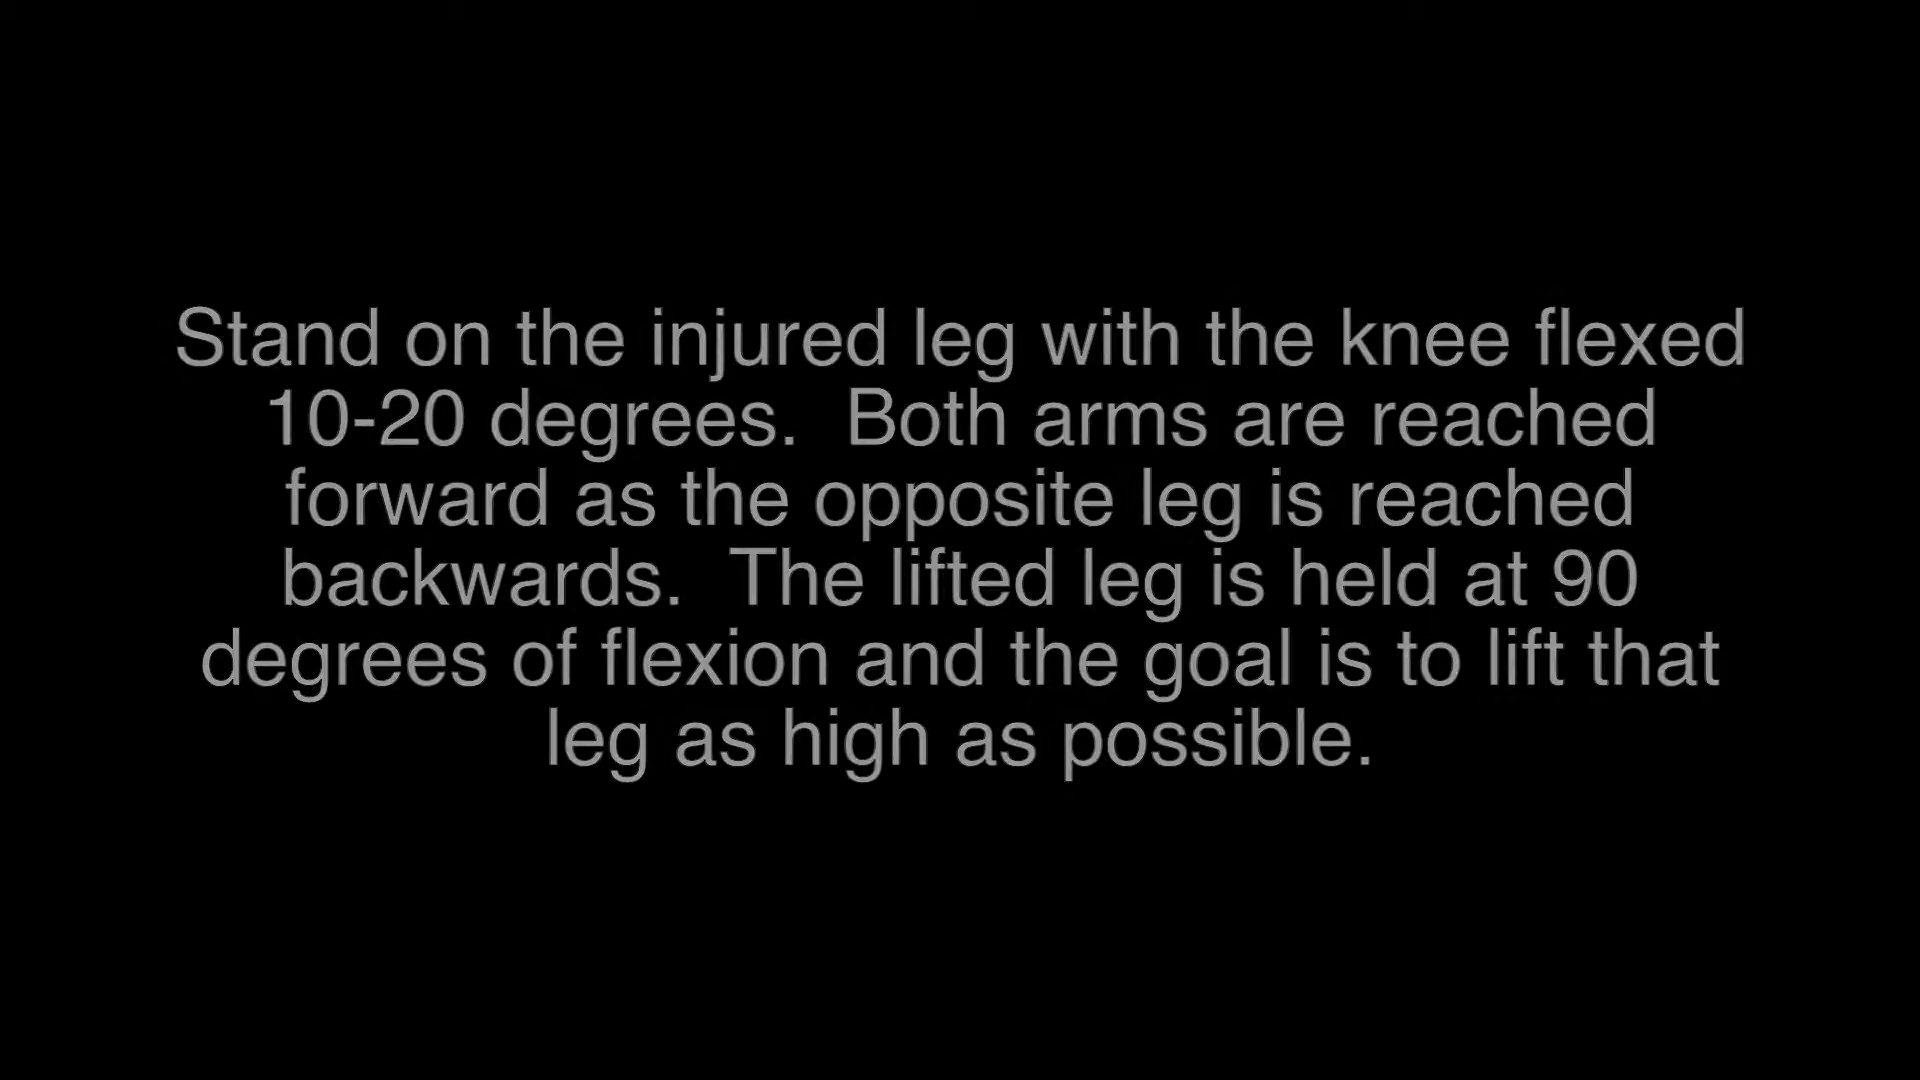 Stand on the injured leg with the knee flexed
10-20 degrees.  Both arms are reached
forward as the opposite leg is reached
backwards.  The lifted leg is held at 90
degrees of flexion and the goal is to lift that
leg as high as possible.